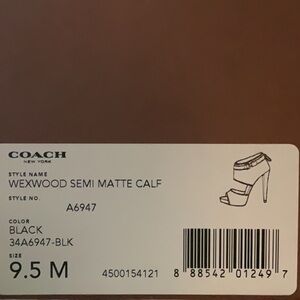 COACH
NEW YORK
STYLE NAME
WEXWOOD SEMI MATTE CALF
STYLE NO.
A6947
COLOR
BLACK
34A6947-BLK
SIZE
9.5 M
4500154121
8 88542 01249 7